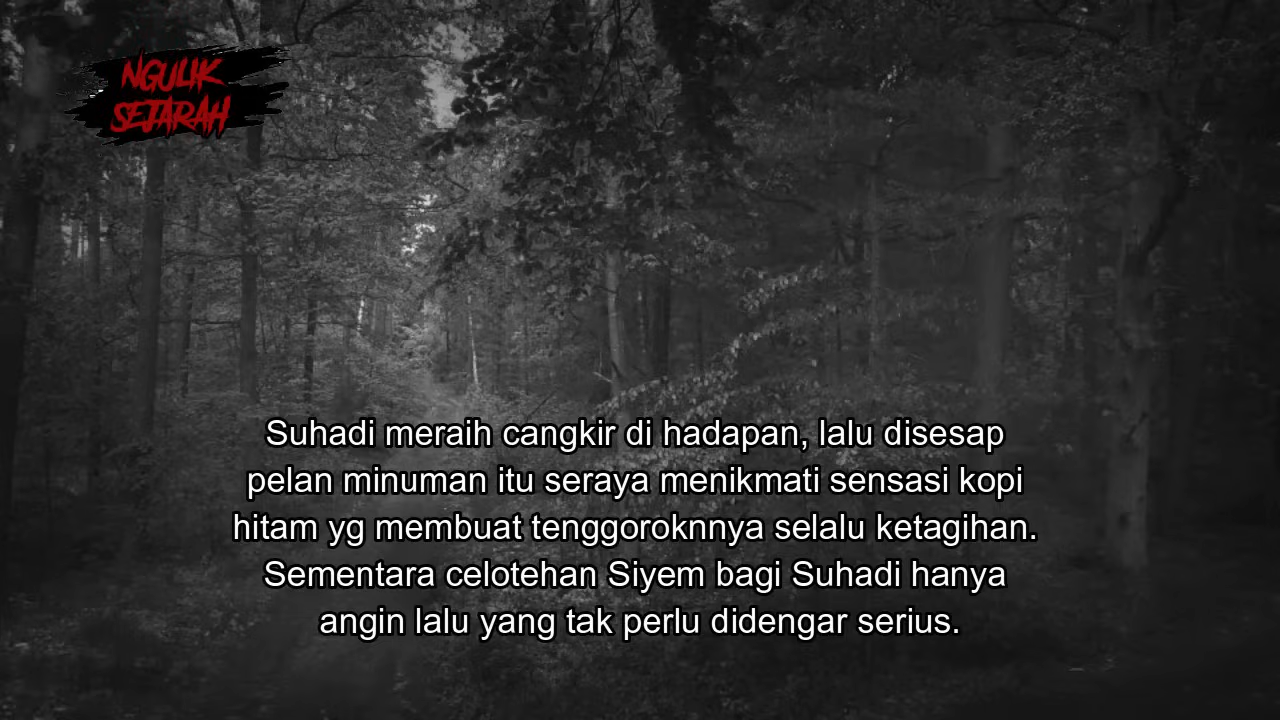 NGULIK
SEJARAH
Suhadi meraih cangkir di hadapan, lalu disesap
pelan minuman itu seraya menikmati sensasi kopi
hitam yg membuat tenggoroknnya selalu ketagihan.
Sementara celotehan Siyem bagi Suhadi hanya
angin lalu yang tak perlu didengar serius.